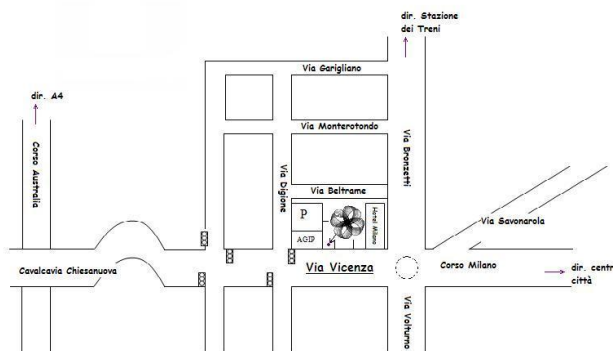 dir. Stazione
dei Treni
Via Garigliano
dir. A4
Via Monterotondo
Corso Australia
Via Bronzetti
Via Digione
Via Beltrame
P
Hotel Milano
Via Savonarola
AGIP
Cavalcavia Chiesanuova
Via Vicenza
Corso Milano
dir. centr
città
Via Volturno